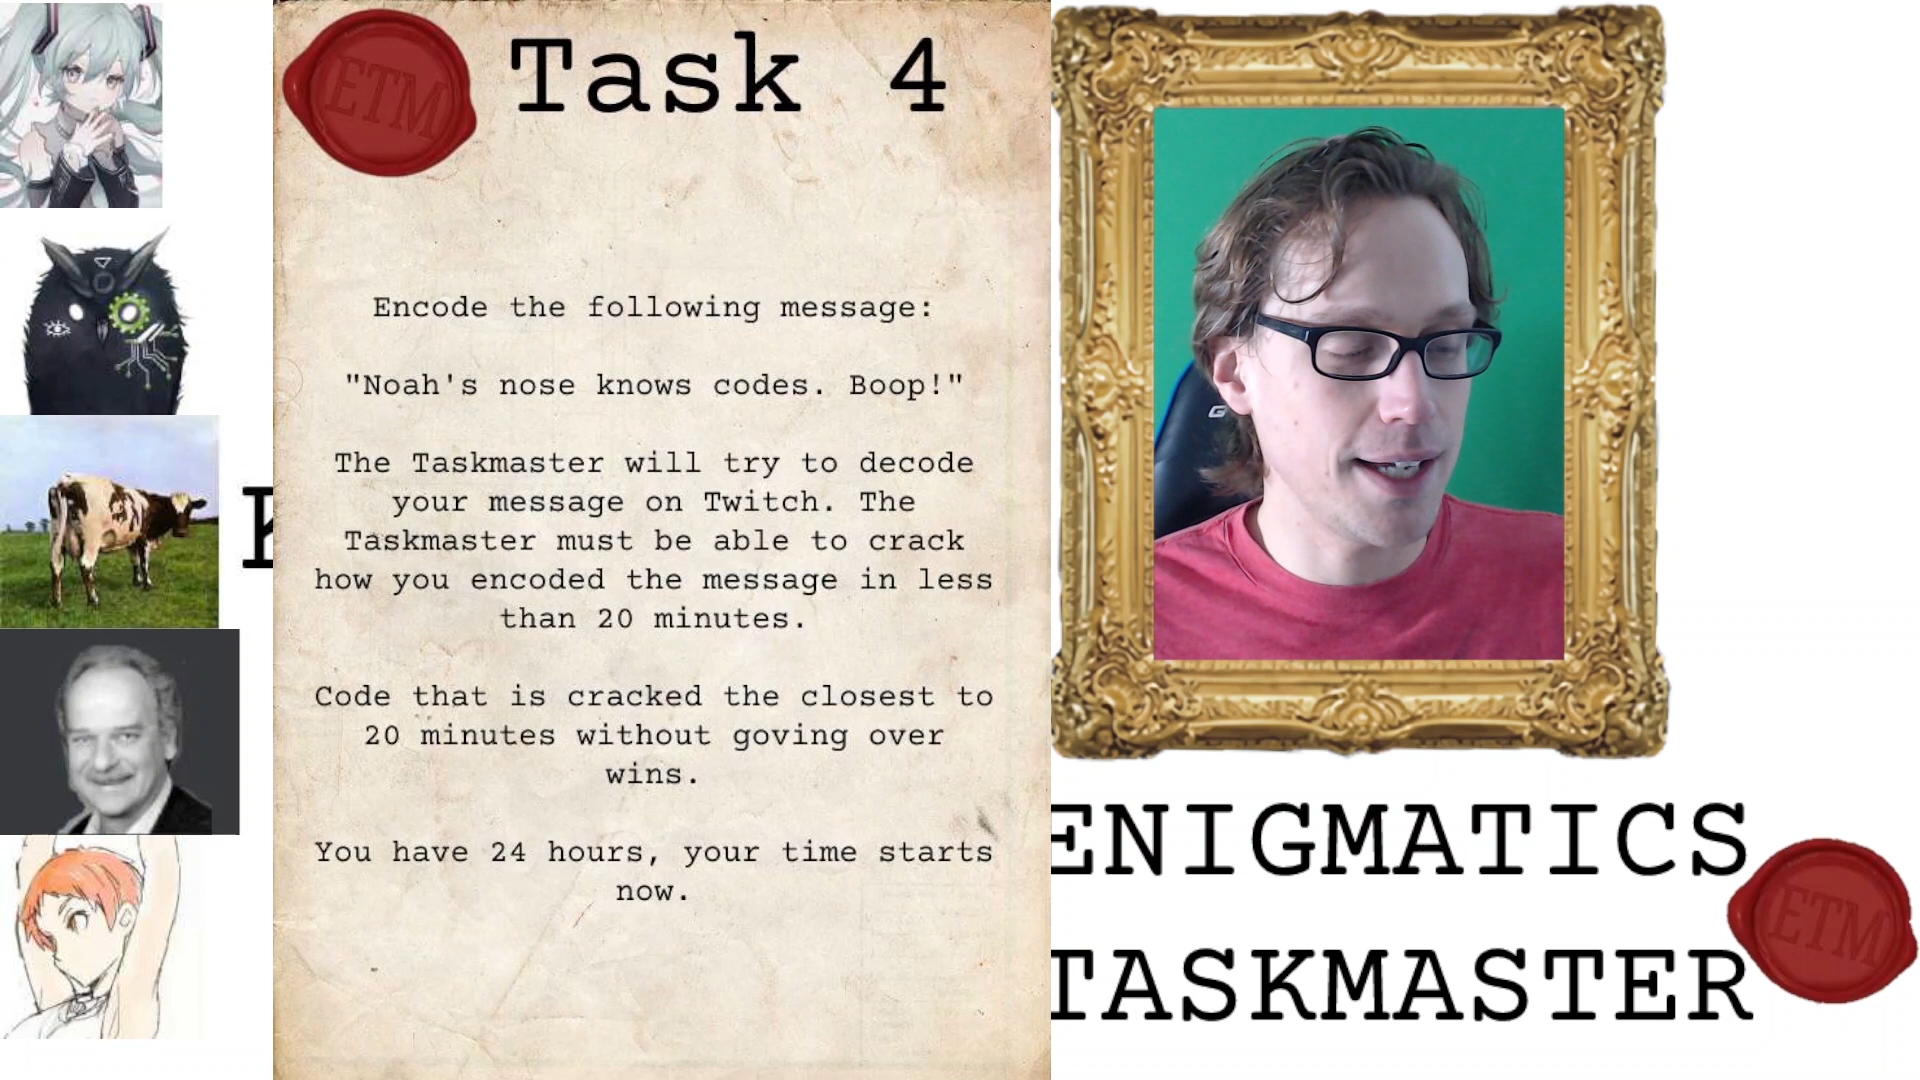 ETM
Task 4
Encode the following message:
"Noah's nose knows codes. Boop!"
The Taskmaster will try to decode
your message on Twitch. The
Taskmaster must be able to crack
how you encoded the message in less
than 20 minutes.
Code that is cracked the closest to
20 minutes without goving over
wins.
You have 24 hours, your time starts
now.
G
ENIGMATICS
TASKMASTER
ETM